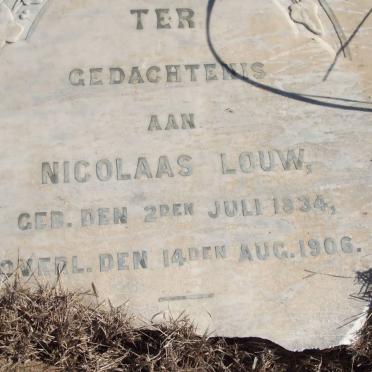 TER
GEDACHTENIS
AAN
NICOLAAS LOUW,
GEB. DEN 2DEN JULI 1834,
OVERL. DEN 14DEN AUG. 1906.